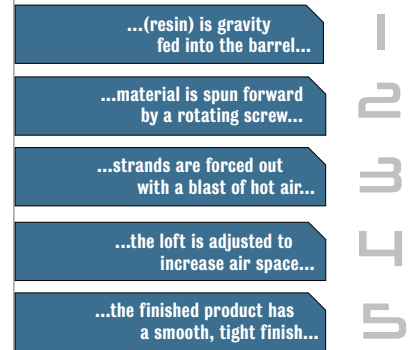 ...(resin) is gravity
fed into the barrel...
1
...material is spun forward
by a rotating screw...
2
...strands are forced out
with a blast of hot air...
3
...the loft is adjusted to
increase air space...
4
...the finished product has
a smooth, tight finish...
5